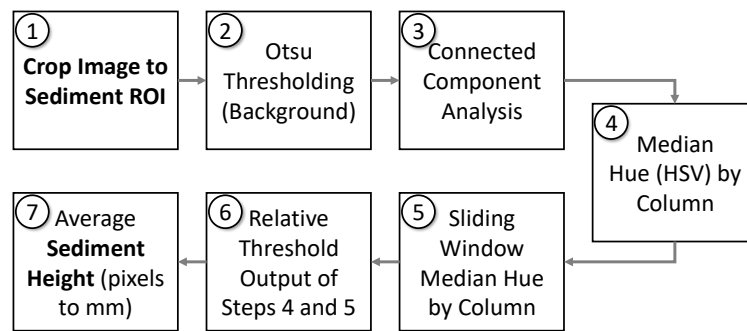 1
Crop Image to
Sediment ROI
2
Otsu
Thresholding
(Background)
3
Connected
Component
Analysis
4
Median
Hue (HSV) by
Column
5
Sliding
Window
Median Hue
by Column
6
Relative
Threshold
Output of
Steps 4 and 5
7
Average
Sediment
Height (pixels
to mm)